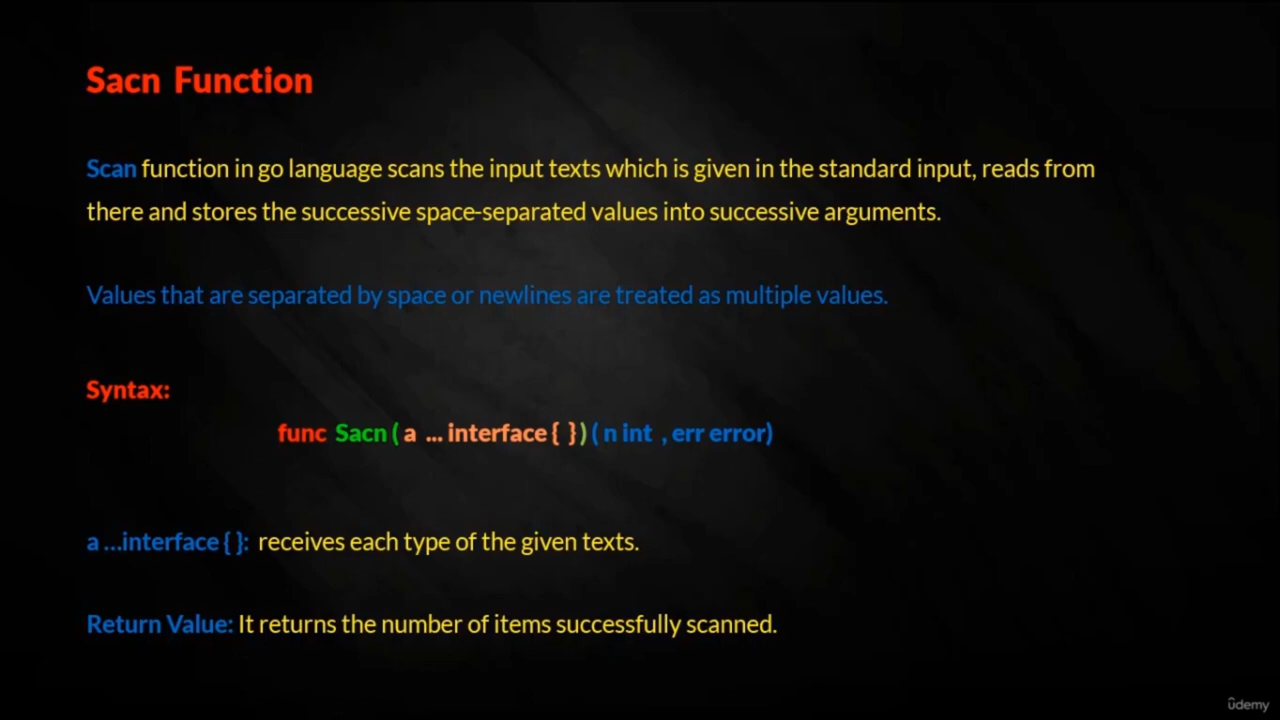 Sacn Function
Scan function in go language scans the input texts which is given in the standard input, reads from
there and stores the successive space-separated values into successive arguments.
Values that are separated by space or newlines are treated as multiple values.
Syntax:
func Sacn ( a ... interface { } ) ( n int , err error)
a ...interface { }: receives each type of the given texts.
Return Value: It returns the number of items successfully scanned.
ûdemy